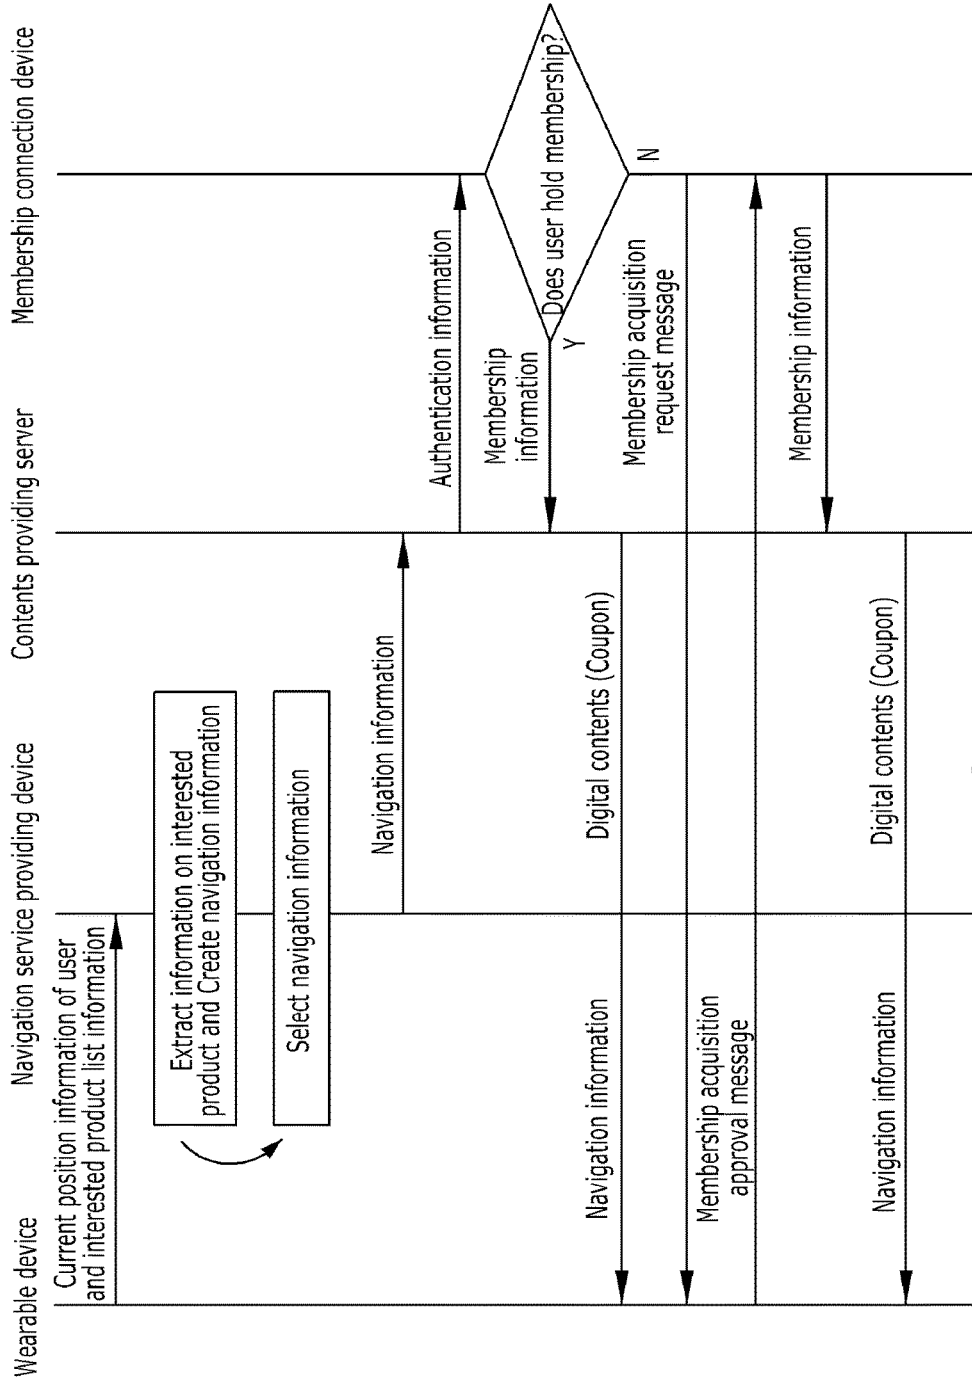 Wearable device
Navigation service providing device
Contents providing server
Membership connection device
Current position information of user
and interested product list information
Extract information on interested
product and Create navigation information
Select navigation information
Navigation information
Authentication information
Membership
information
Does user hold membership?
Y
N
Navigation information
Digital contents (Coupon)
Membership acquisition
request message
Membership acquisition
approval message
Membership information
Navigation information
Digital contents (Coupon)